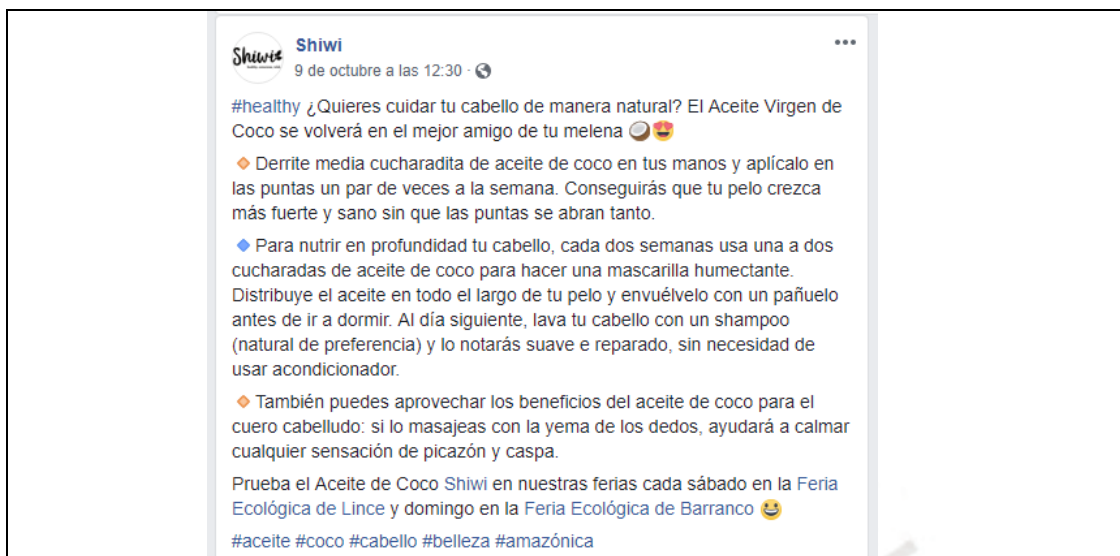 Shiwi
Shiwi
9 de octubre a las 12:30 ·
#healthy ¿Quieres cuidar tu cabello de manera natural? El Aceite Virgen de
Coco se volverá en el mejor amigo de tu melena 🥥😍
🔸 Derrite media cucharadita de aceite de coco en tus manos y aplícalo en
las puntas un par de veces a la semana. Conseguirás que tu pelo crezca
más fuerte y sano sin que las puntas se abran tanto.
🔹 Para nutrir en profundidad tu cabello, cada dos semanas usa una a dos
cucharadas de aceite de coco para hacer una mascarilla humectante.
Distribuye el aceite en todo el largo de tu pelo y envuélvelo con un pañuelo
antes de ir a dormir. Al día siguiente, lava tu cabello con un shampoo
(natural de preferencia) y lo notarás suave e reparado, sin necesidad de
usar acondicionador.
🔸 También puedes aprovechar los beneficios del aceite de coco para el
cuero cabelludo: si lo masajeas con la yema de los dedos, ayudará a calmar
cualquier sensación de picazón y caspa.
Prueba el Aceite de Coco Shiwi en nuestras ferias cada sábado en la Feria
Ecológica de Lince y domingo en la Feria Ecológica de Barranco 😀
#aceite #coco #cabello #belleza #amazónica